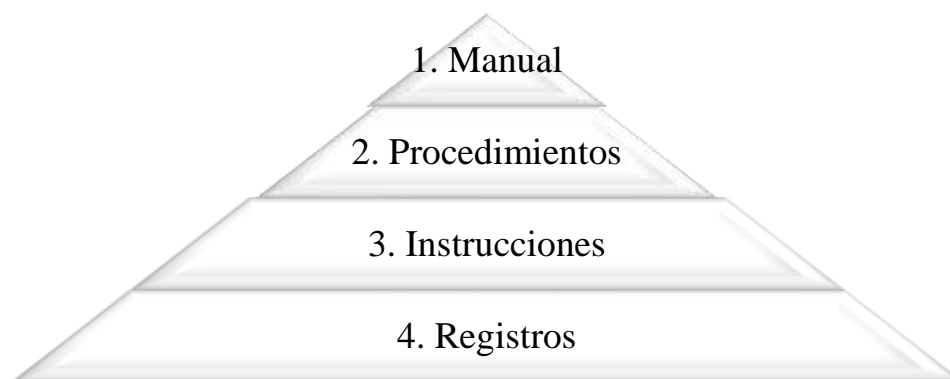 1. Manual
2. Procedimientos
3. Instrucciones
4. Registros